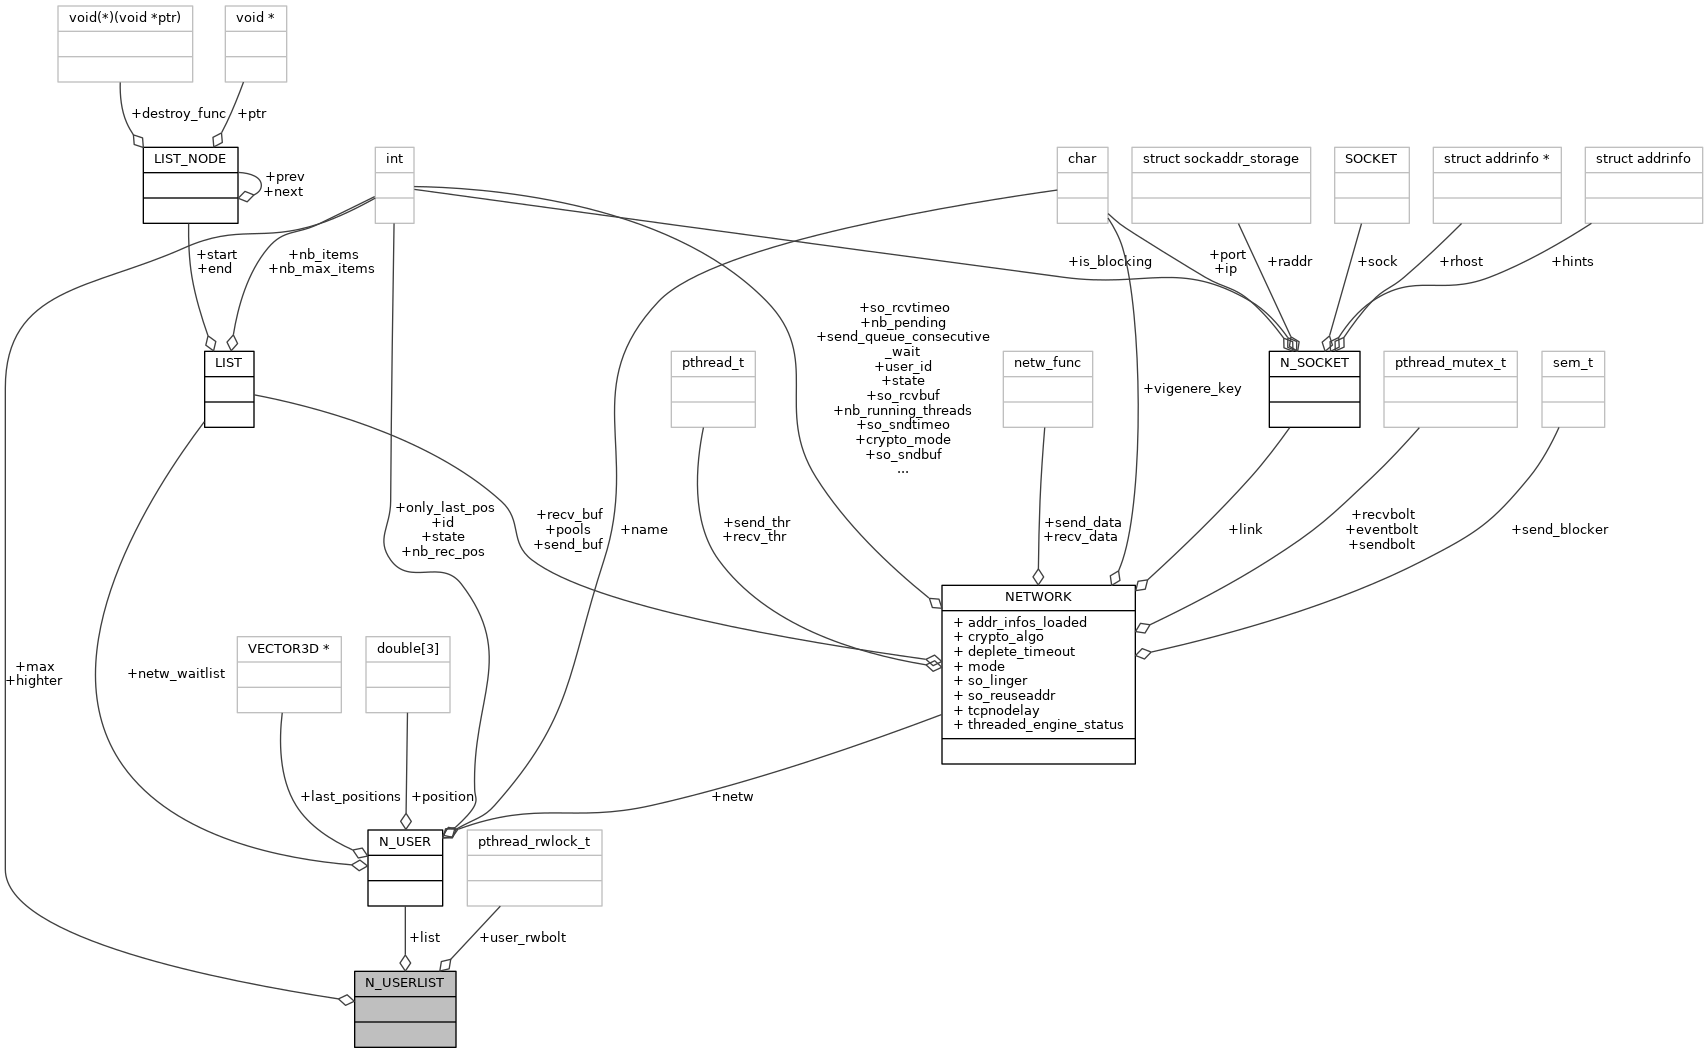 void(*)(void *ptr)
void *
+destroy_func
+ptr
LIST_NODE
int
char
struct sockaddr_storage
SOCKET
struct addrinfo *
struct addrinfo
+prev
+next
+start
+end
+nb_items
+nb_max_items
+is_blocking
+port
+ip
+raddr
+sock
+rhost
+hints
+so_rcvtimeo
+nb_pending
+send_queue_consecutive
_wait
+user_id
+state
+so_rcvbuf
+nb_running_threads
+so_sndtimeo
+crypto_mode
+so_sndbuf
...
LIST
pthread_t
netw_func
+vigenere_key
N_SOCKET
pthread_mutex_t
sem_t
+only_last_pos
+id
+state
+nb_rec_pos
+recv_buf
+pools
+send_buf
+name
+send_thr
+recv_thr
+send_data
+recv_data
+link
+recvbolt
+eventbolt
+sendbolt
+send_blocker
NETWORK
+ addr_infos_loaded
+ crypto_algo
+ deplete_timeout
+ mode
+ so_linger
+ so_reuseaddr
+ tcpnodelay
+ threaded_engine_status
+max
+highter
+netw_waitlist
VECTOR3D *
double[3]
+last_positions
+position
+netw
N_USER
pthread_rwlock_t
+list
+user_rwbolt
N_USERLIST